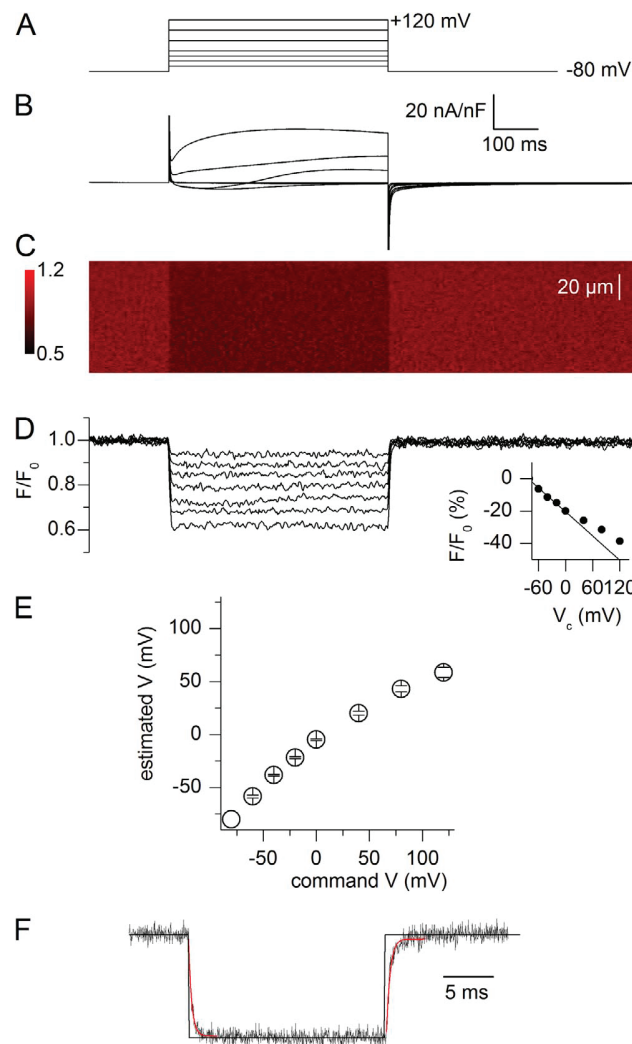 A
+120 mV
-80 mV
B
20 nA/nF
100 ms
C
1.2
0.5
20 µm
D
F/F0
1.0
0.8
0.6
F/F0 (%)
0
-20
-40
-60 0 60 120
Vc (mV)
E
estimated V (mV)
100
50
0
-50
-50 0 50 100
command V (mV)
F
5 ms